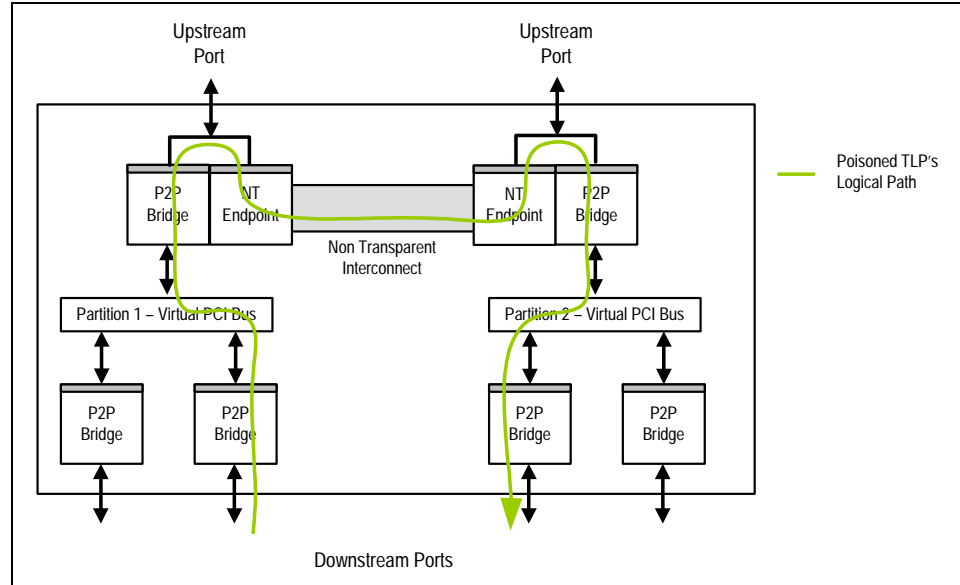 Upstream
Port
Upstream
Port
Poisoned TLP's
Logical Path
P2P
Bridge
NT
Endpoint
NT
Endpoint
P2P
Bridge
Non Transparent
Interconnect
Partition 1 – Virtual PCI Bus
Partition 2 – Virtual PCI Bus
P2P
Bridge
P2P
Bridge
P2P
Bridge
P2P
Bridge
Downstream Ports